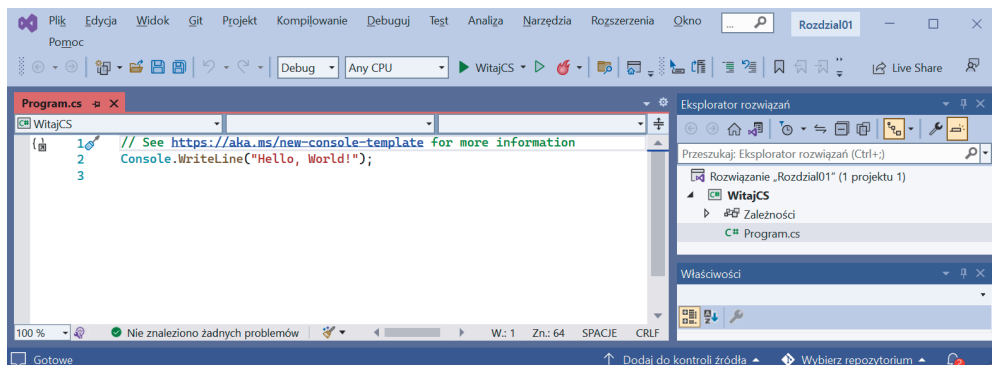 Plik Edycja Widok Git Projekt Kompilowanie Debuguj Test Analiza Narzędzia Rozszerzenia Okno ... Rozdzial01
Pomoc
Debug Any CPU WitajCS Live Share
Program.cs
WitajCS
1 // See https://aka.ms/new-console-template for more information
2 Console.WriteLine("Hello, World!");
3
100 % Nie znaleziono żadnych problemów W.: 1 Zn.: 64 SPACJE CRLF
Eksplorator rozwiązań
Przeszukaj: Eksplorator rozwiązań (Ctrl+;)
Rozwiązanie „Rozdzial01” (1 projektu 1)
WitajCS
Zależności
C# Program.cs
Właściwości
Gotowe Dodaj do kontroli źródła Wybierz repozytorium 2